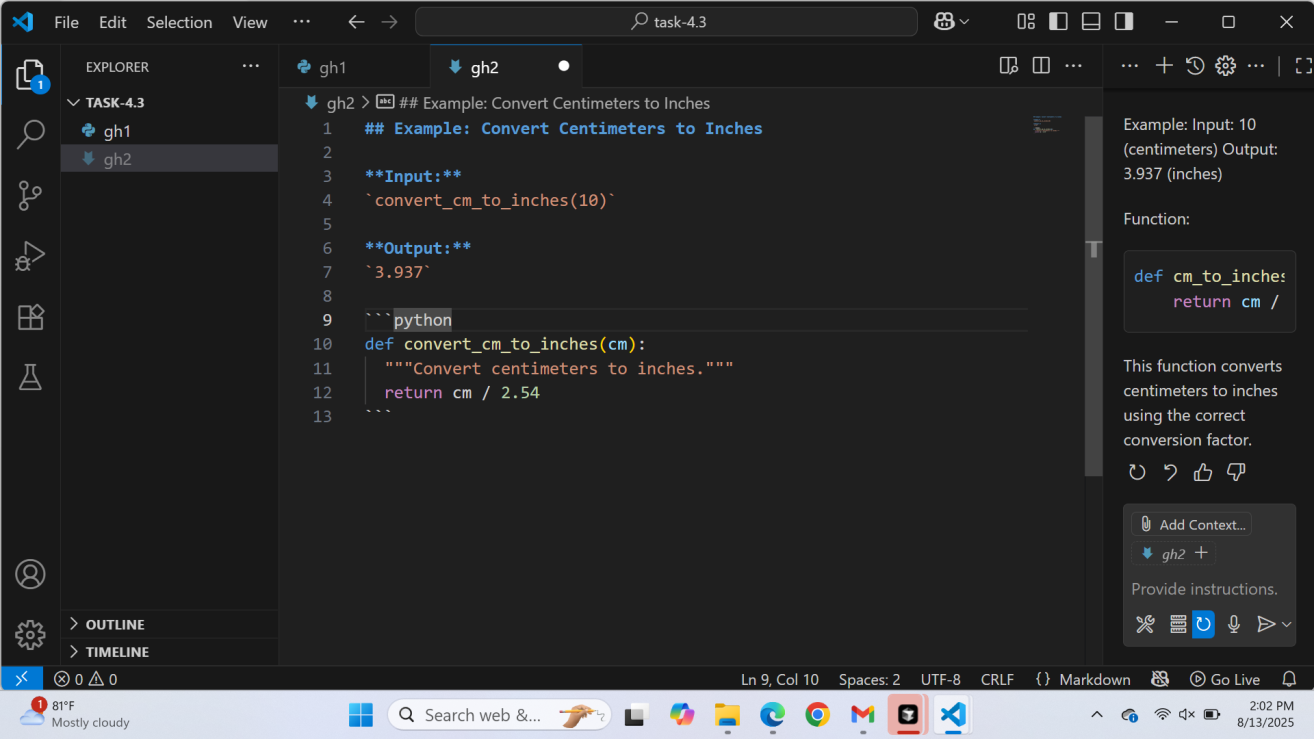 File Edit Selection View ... task-4.3
EXPLORER
1
TASK-4.3
gh1
gh2
gh1
gh2
gh2 > ## Example: Convert Centimeters to Inches
1 ## Example: Convert Centimeters to Inches
2
3 **Input:**
4 `convert_cm_to_inches(10)`
5
6 **Output:**
7 `3.937`
8
9 ```python
10 def convert_cm_to_inches(cm):
11 """Convert centimeters to inches."""
12 return cm / 2.54
13 ```
Example: Input: 10
(centimeters) Output:
3.937 (inches)
Function:
def cm_to_inches
return cm /
This function converts
centimeters to inches
using the correct
conversion factor.
Add Context...
gh2 +
Provide instructions.
OUTLINE
TIMELINE
0 0 Ln 9, Col 10 Spaces: 2 UTF-8 CRLF {} Markdown Go Live
1
81°F
Mostly cloudy
Search web &...
2:02 PM
8/13/2025